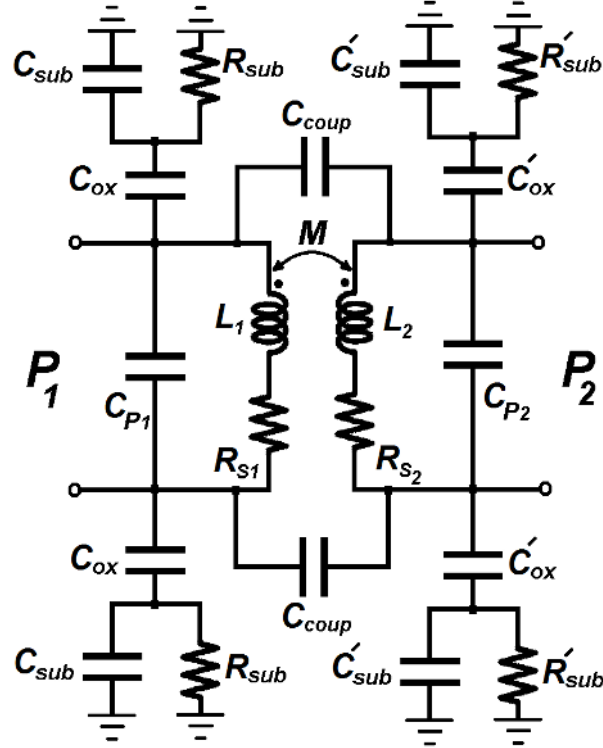 C_sub R_sub C′_sub R′_sub
C_coup
C_ox C′_ox
M
L_1 L_2
P_1 P_2
C_P1 C_P2
R_S1 R_S2
C_ox C′_ox
C_coup
C_sub R_sub C′_sub R′_sub